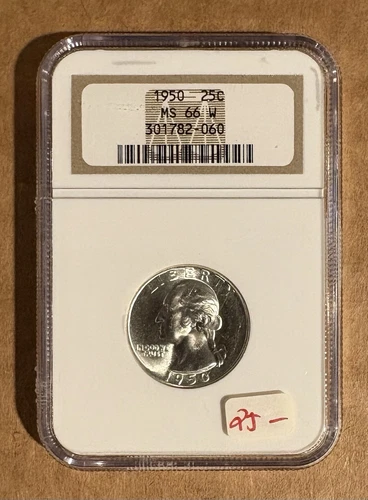 1950 25C
MS 66 W
301782-060
LIBERTY
IN GOD WE
TRUST
1950
25-